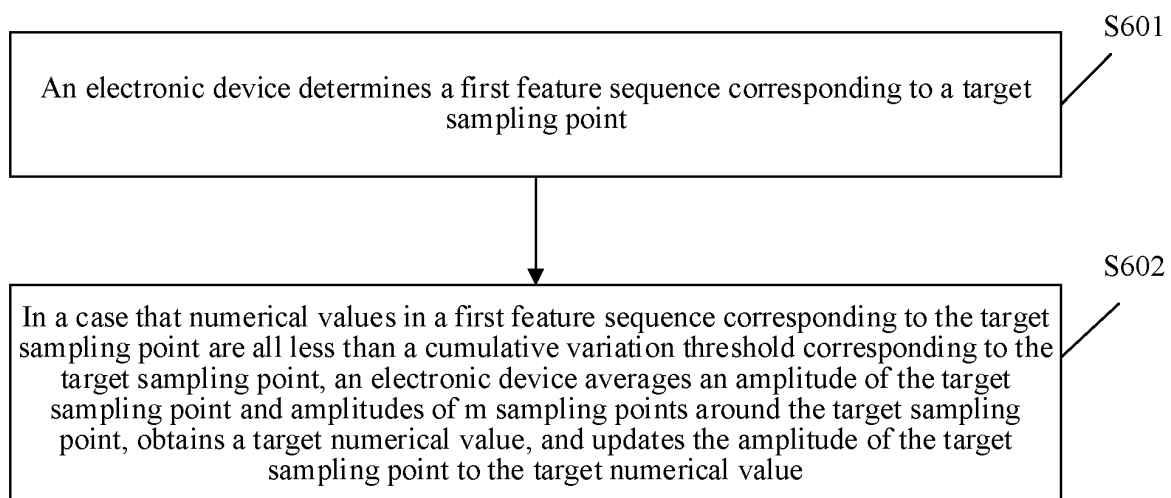 S601
An electronic device determines a first feature sequence corresponding to a target
sampling point
S602
In a case that numerical values in a first feature sequence corresponding to the target
sampling point are all less than a cumulative variation threshold corresponding to the
target sampling point, an electronic device averages an amplitude of the target
sampling point and amplitudes of m sampling points around the target sampling
point, obtains a target numerical value, and updates the amplitude of the target
sampling point to the target numerical value